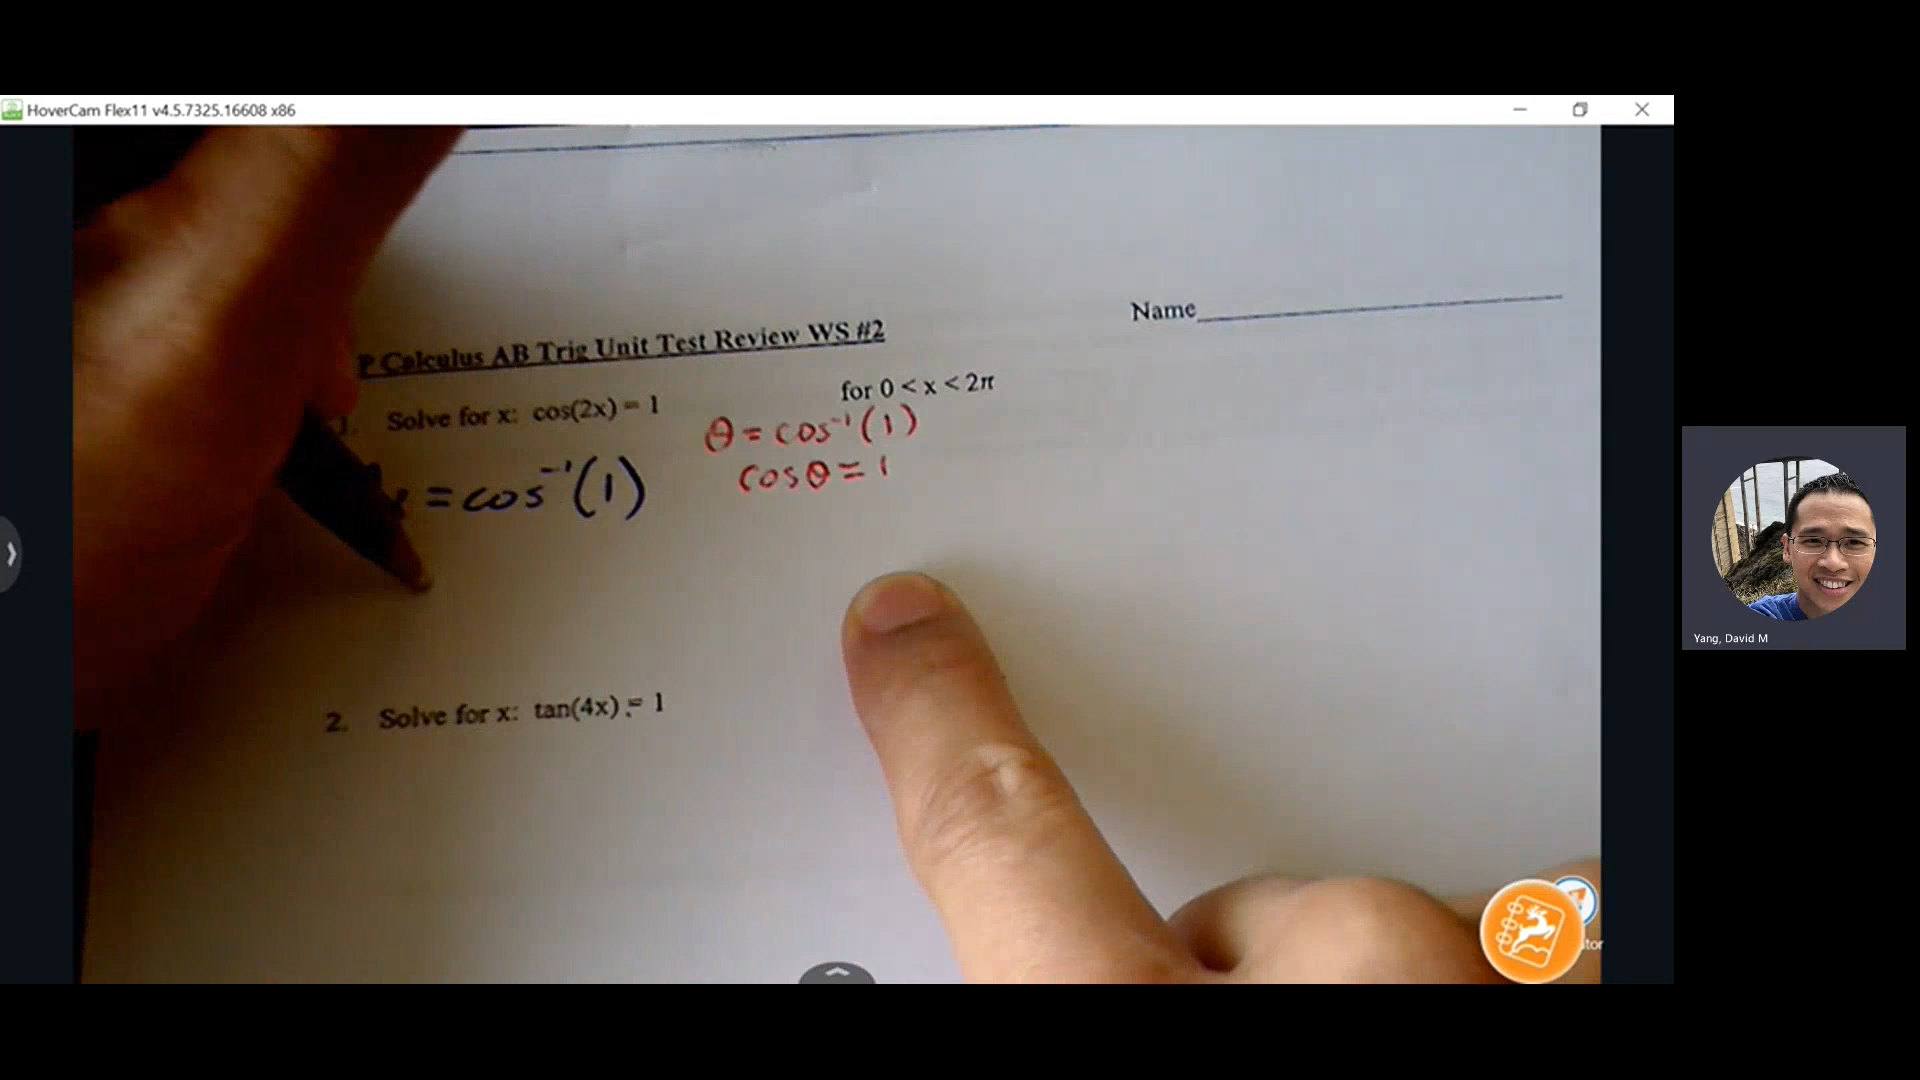 HoverCam Flex11 v4.5.7325.16608 x86
Name
P Calculus AB Trig Unit Test Review WS #2
1. Solve for x: cos(2x) = 1 for 0 < x < 2π
θ = cos⁻¹(1)
cosθ = 1
x = cos⁻¹(1)
2. Solve for x: tan(4x) = 1
Yang, David M